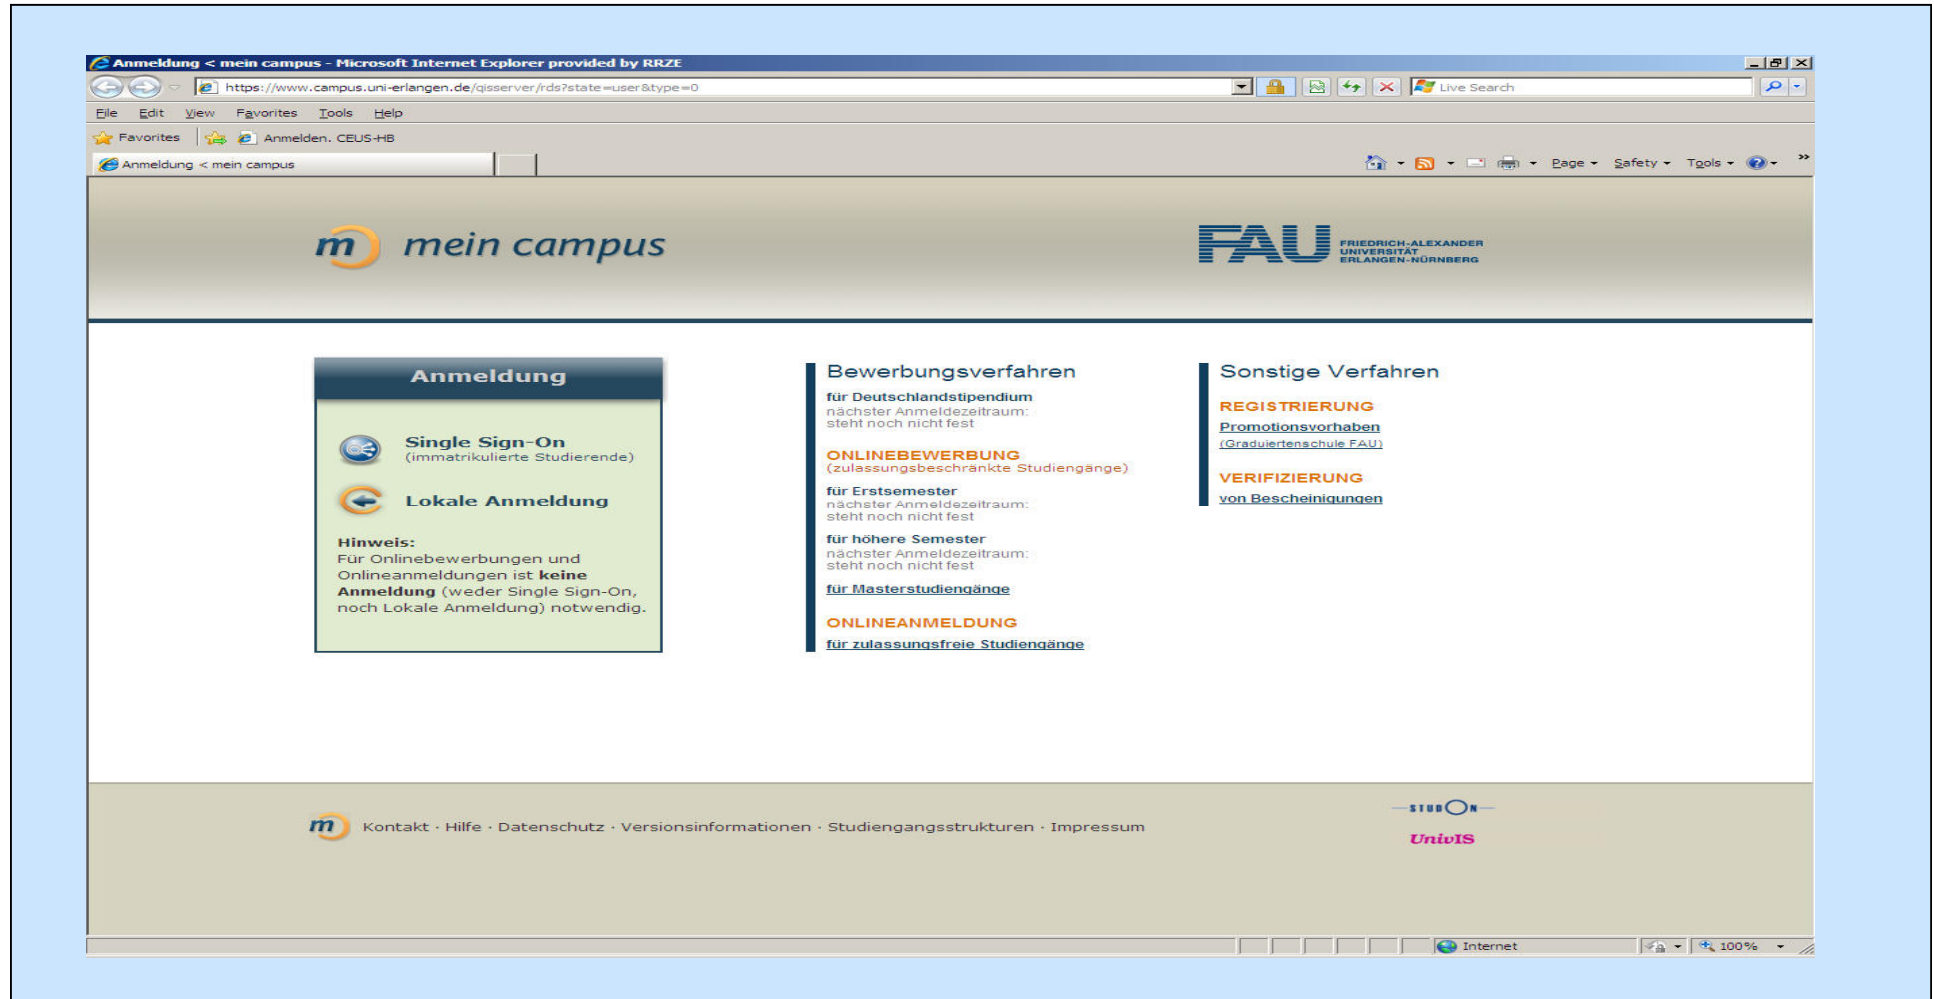 Anmeldung < mein campus - Microsoft Internet Explorer provided by RRZE
https://www.campus.uni-erlangen.de/qisserver/rds?state=user&type=0
Live Search
File Edit View Favorites Tools Help
Favorites Anmelden. CEUS-HB
Anmeldung < mein campus
Page Safety Tools
m mein campus
FAU
FRIEDRICH-ALEXANDER
UNIVERSITÄT
ERLANGEN-NÜRNBERG
Anmeldung
Single Sign-On
(immatrikulierte Studierende)
Lokale Anmeldung
Hinweis:
Für Onlinebewerbungen und
Onlineanmeldungen ist keine
Anmeldung (weder Single Sign-On,
noch Lokale Anmeldung) notwendig.
Bewerbungsverfahren
für Deutschlandstipendium
nächster Anmeldezeitraum:
steht noch nicht fest
ONLINEBEWERBUNG
(zulassungsbeschränkte Studiengänge)
für Erstsemester
nächster Anmeldezeitraum:
steht noch nicht fest
für höhere Semester
nächster Anmeldezeitraum:
steht noch nicht fest
für Masterstudiengänge
ONLINEANMELDUNG
für zulassungsfreie Studiengänge
Sonstige Verfahren
REGISTRIERUNG
Promotionsvorhaben
(Graduiertenschule FAU)
VERIFIZIERUNG
von Bescheinigungen
m Kontakt · Hilfe · Datenschutz · Versionsinformationen · Studiengangsstrukturen · Impressum
STUDON
UnivIS
Internet
100%